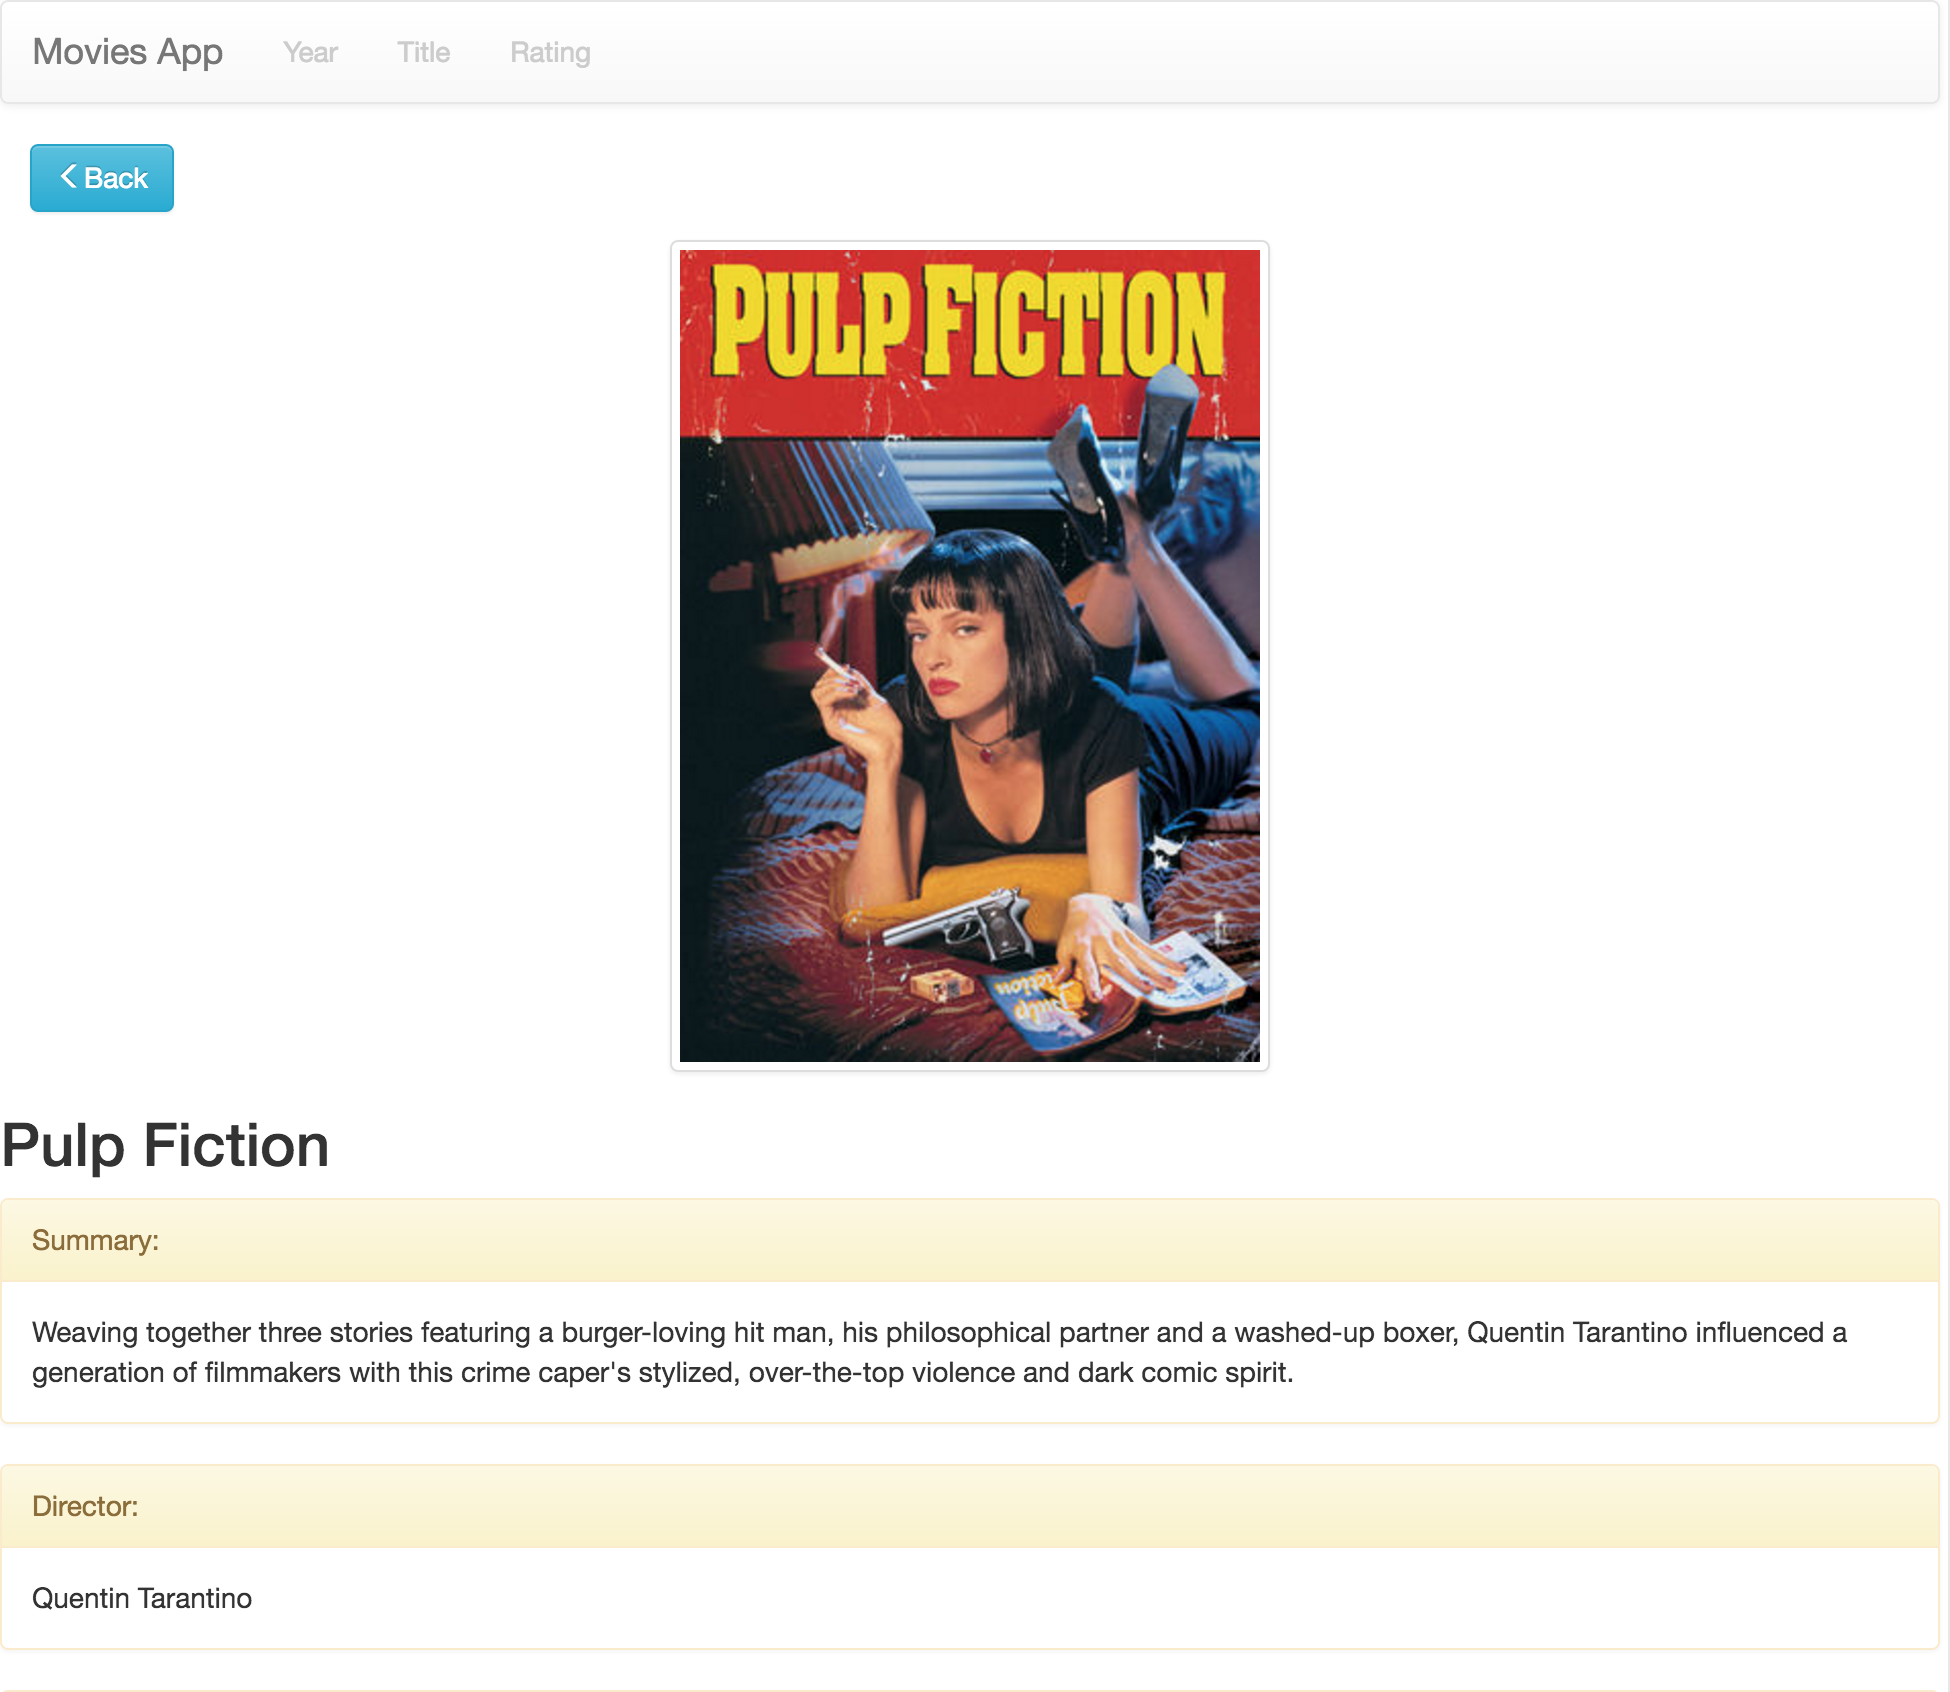 Movies App Year Title Rating
Back
PULP FICTION
Pulp Fiction
Pulp Fiction
Summary:
Weaving together three stories featuring a burger-loving hit man, his philosophical partner and a washed-up boxer, Quentin Tarantino influenced a
generation of filmmakers with this crime caper's stylized, over-the-top violence and dark comic spirit.
Director:
Quentin Tarantino